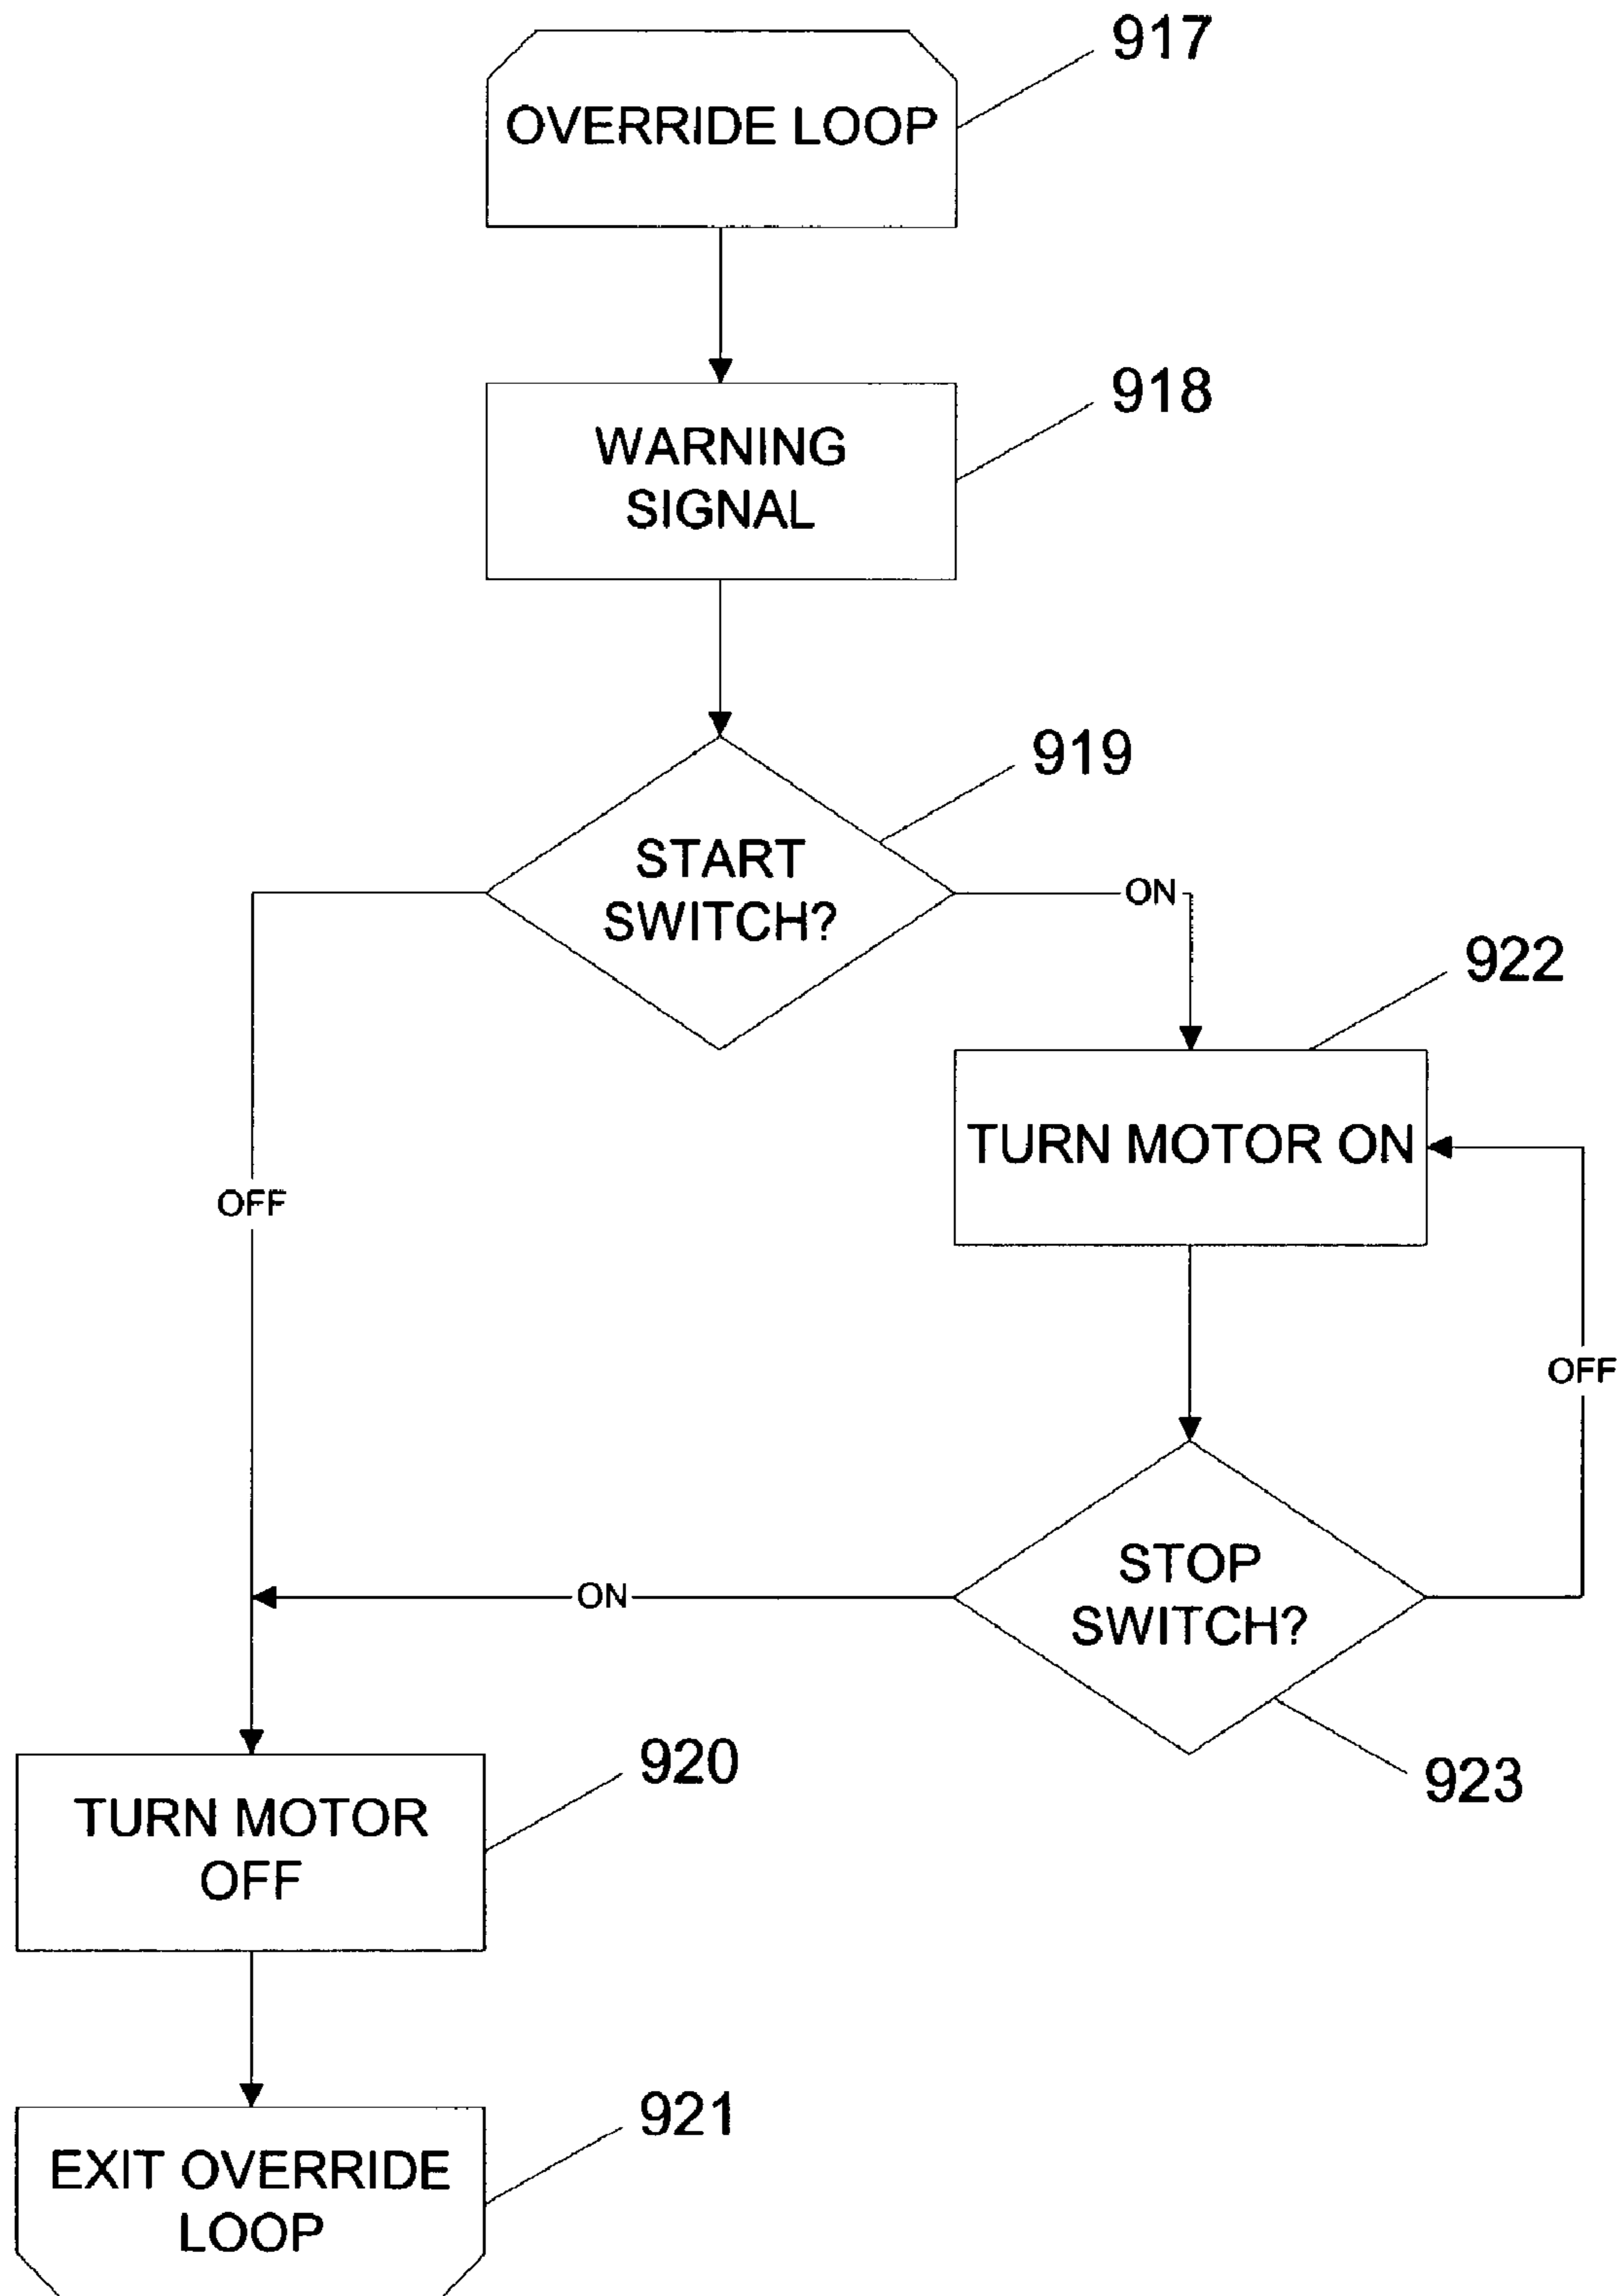 917
OVERRIDE LOOP
918
WARNING
SIGNAL
919
START
SWITCH?
ON
922
TURN MOTOR ON
OFF
OFF
STOP
SWITCH?
ON
923
920
TURN MOTOR
OFF
921
EXIT OVERRIDE
LOOP